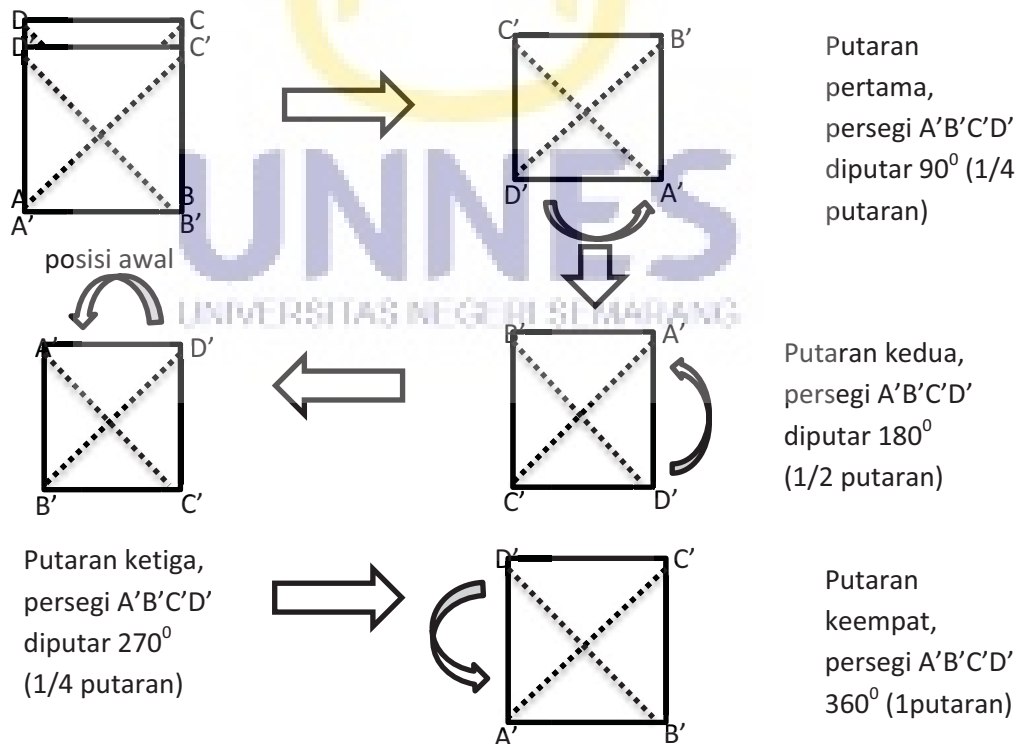 D C
D' C'
A B
A' B'
posisi awal
C' B'
D' A'
Putaran
pertama,
persegi A'B'C'D'
diputar 90⁰ (1/4
putaran)
UNNES
UNIVERSITAS NEGERI SEMARANG
B' A'
C' D'
Putaran kedua,
persegi A'B'C'D'
diputar 180⁰
(1/2 putaran)
A' D'
B' C'
Putaran ketiga,
persegi A'B'C'D'
diputar 270⁰
(1/4 putaran)
D' C'
A' B'
Putaran
keempat,
persegi A'B'C'D'
360⁰ (1putaran)